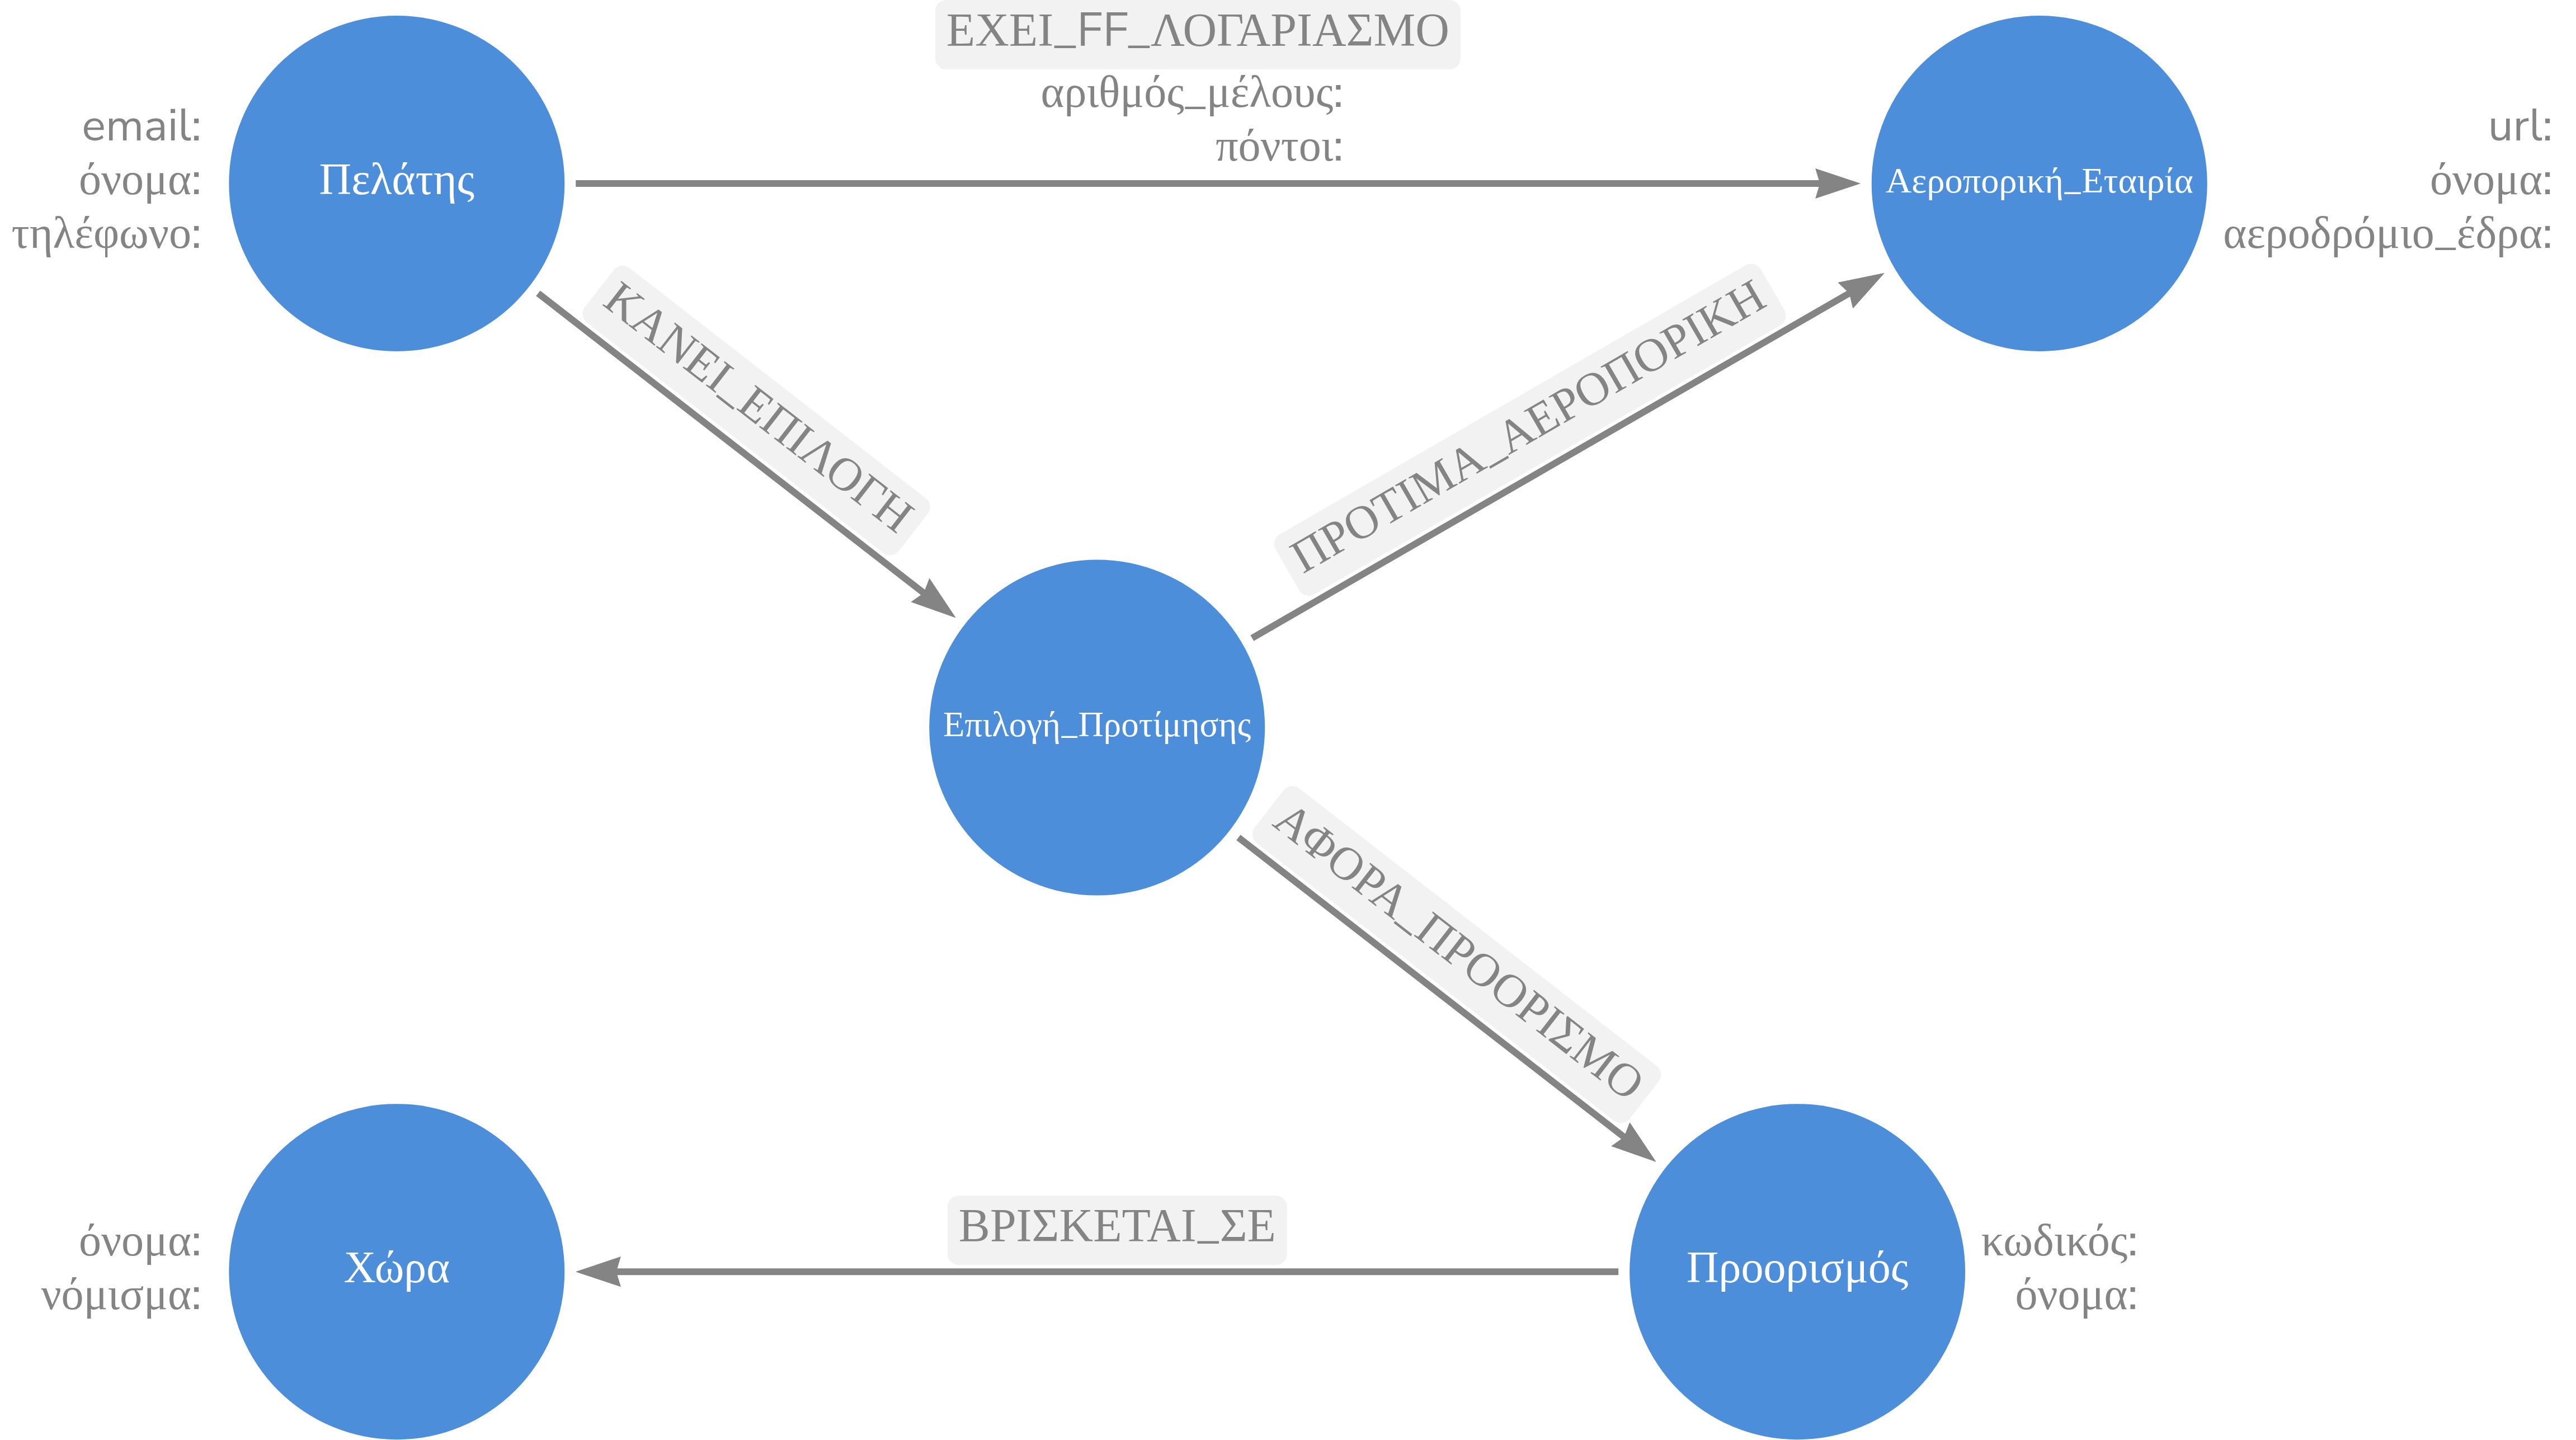 ΕΧΕΙ_FF_ΛΟΓΑΡΙΑΣΜΟ
αριθμός_μέλους:
πόντοι:
email:
όνομα:
τηλέφωνο:
Πελάτης
Αεροπορική_Εταιρία
url:
όνομα:
αεροδρόμιο_έδρα:
ΚΑΝΕΙ_ΕΠΙΛΟΓΗ
ΠΡΟΤΙΜΑ_ΑΕΡΟΠΟΡΙΚΗ
Επιλογή_Προτίμησης
ΑΦΟΡΑ_ΠΡΟΟΡΙΣΜΟ
ΒΡΙΣΚΕΤΑΙ_ΣΕ
όνομα:
νόμισμα:
Χώρα
Προορισμός
κωδικός:
όνομα: